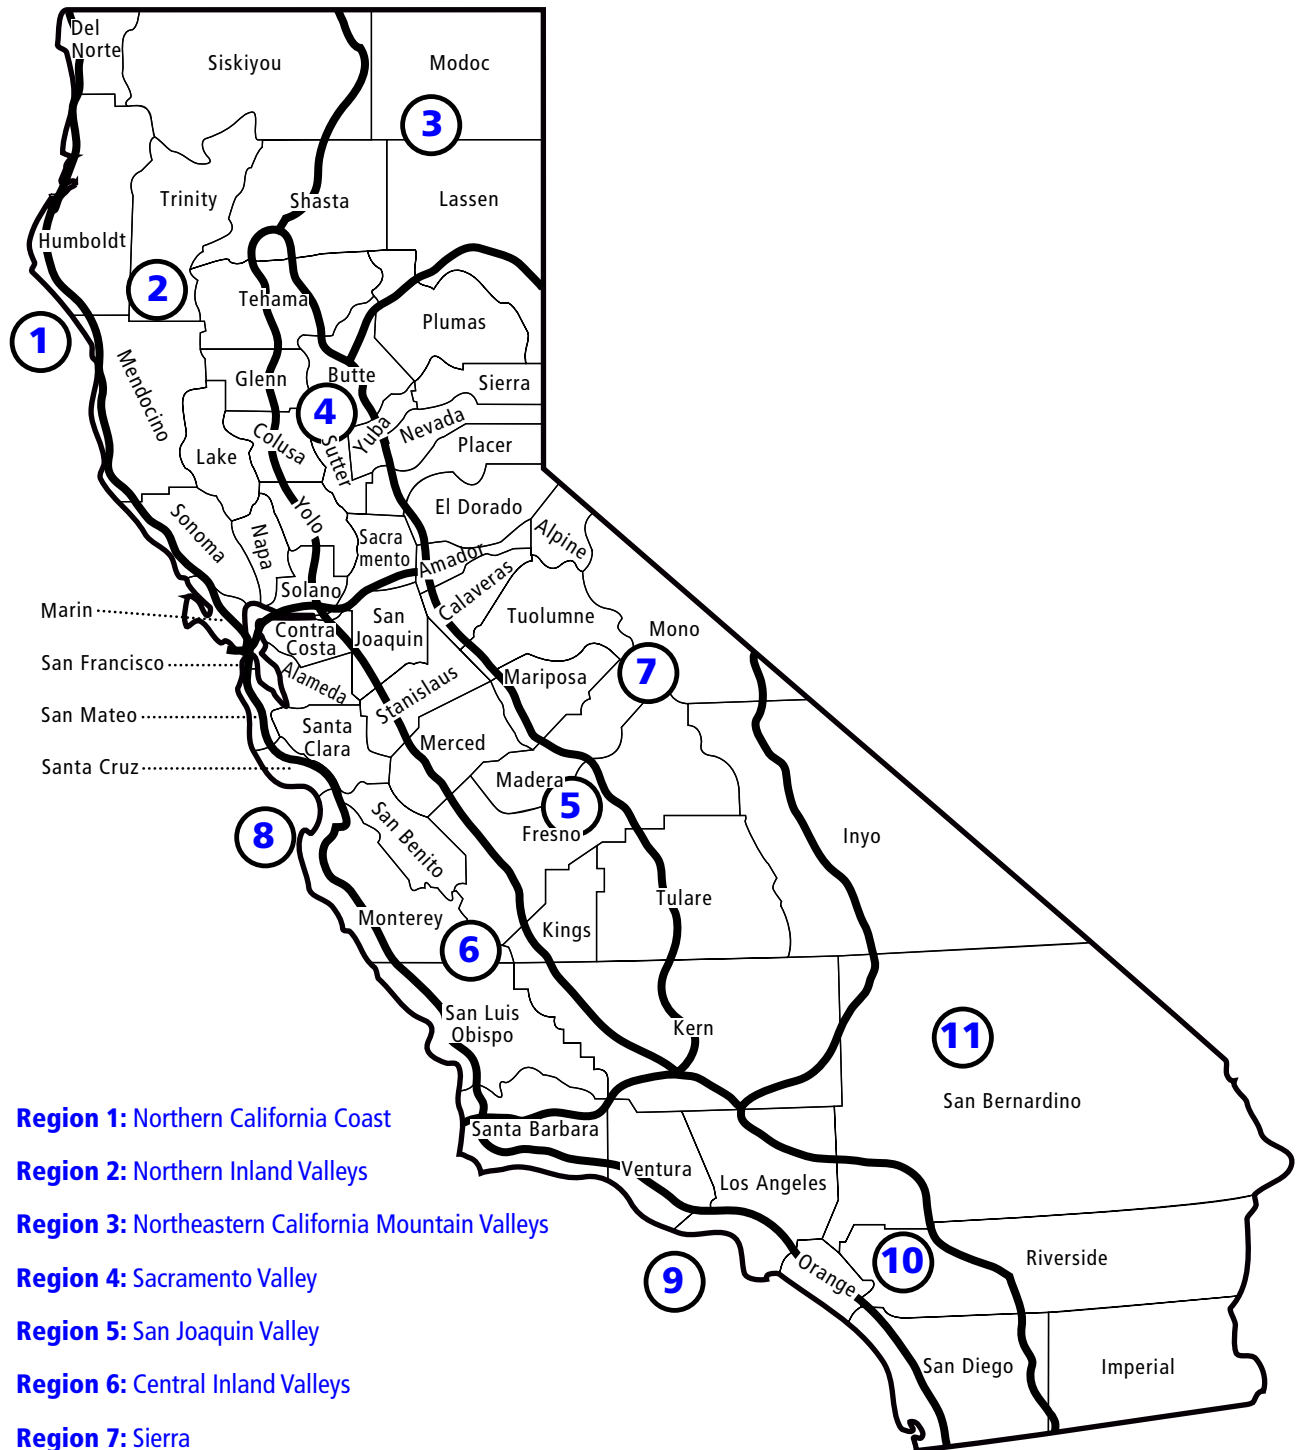 Del
Norte
Siskiyou
Modoc
3
Trinity
Shasta
Lassen
Humboldt
2
Tehama
1
Plumas
Mendocino
Glenn
Butte
Sierra
4
Colusa
Sutter
Yuba
Nevada
Lake
Placer
Yolo
El Dorado
Sonoma
Napa
Sacra
mento
Alpine
Amador
Solano
Calaveras
Marin
Contra
Costa
San
Joaquin
Tuolumne
Mono
San Francisco
Alameda
Stanislaus
Mariposa
7
San Mateo
Santa
Clara
Merced
Santa Cruz
Madera
5
8
San Benito
Fresno
Inyo
Monterey
Kings
Tulare
6
San Luis
Obispo
Kern
11
San Bernardino
Region 1: Northern California Coast
Santa Barbara
Region 2: Northern Inland Valleys
Ventura
Los Angeles
Region 3: Northeastern California Mountain Valleys
Orange
10
Riverside
Region 4: Sacramento Valley
9
Region 5: San Joaquin Valley
San Diego
Imperial
Region 6: Central Inland Valleys
Region 7: Sierra